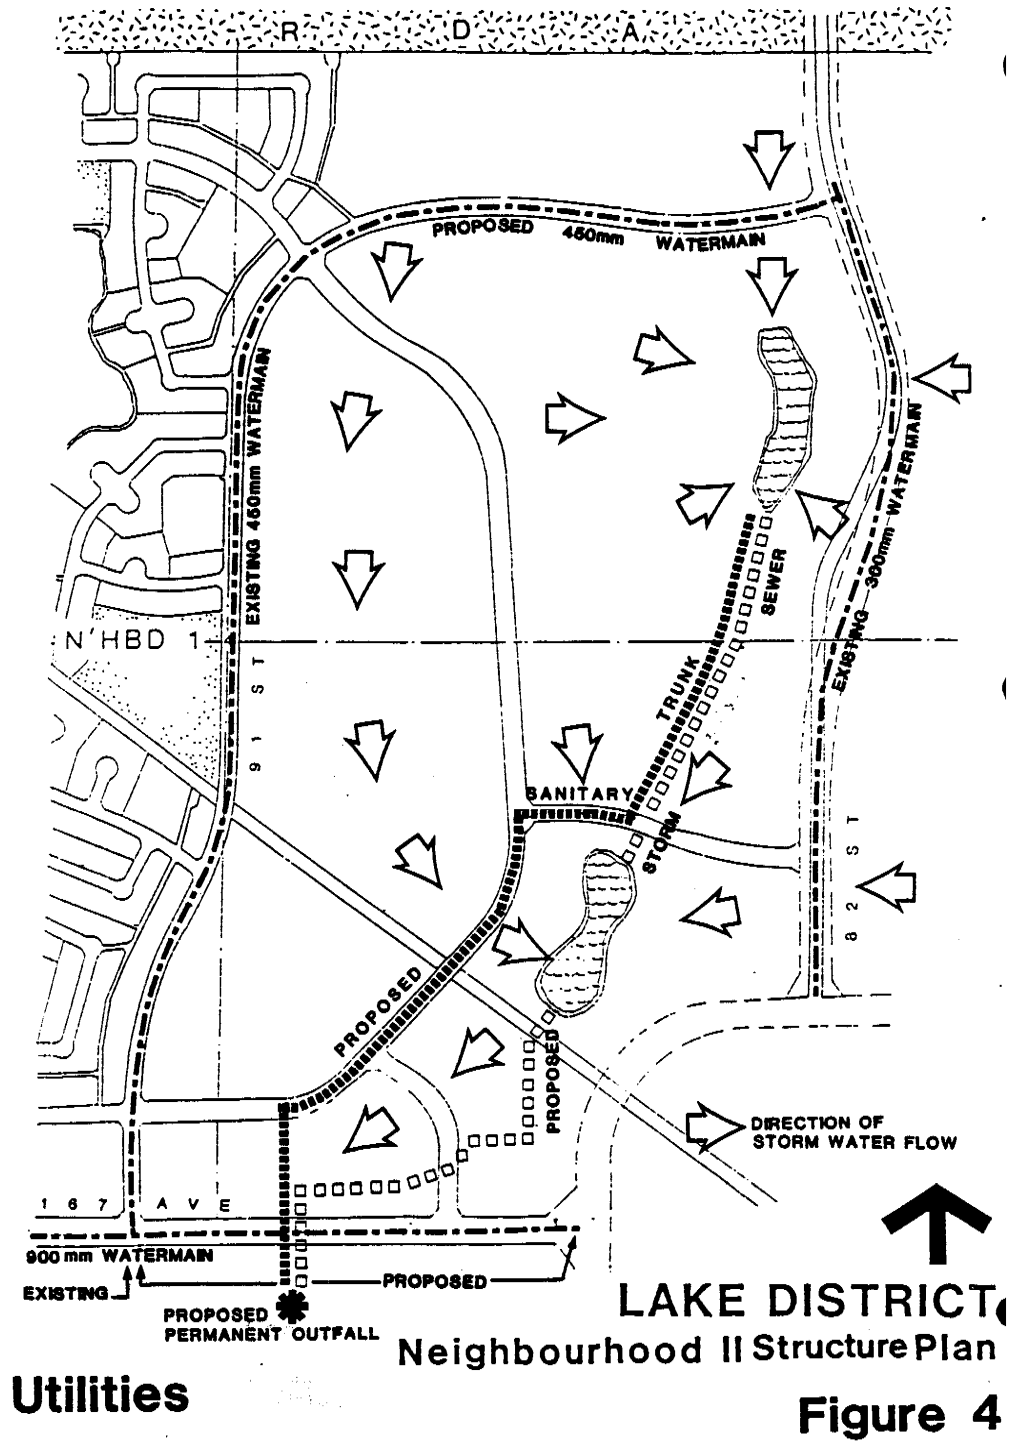 R D A
PROPOSED 450mm WATERMAIN
EXISTING 450mm WATERMAIN
EXISTING 300mm WATERMAIN
SEWER
N'HBD 1
91 ST
TRUNK
SANITARY
STORM
82 ST
PROPOSED
PROPOSED
DIRECTION OF
STORM WATER FLOW
167 AVE
900 mm WATERMAIN
EXISTING
PROPOSED
PROPOSED
PERMANENT OUTFALL
LAKE DISTRICT
Neighbourhood II Structure Plan
Utilities
Figure 4